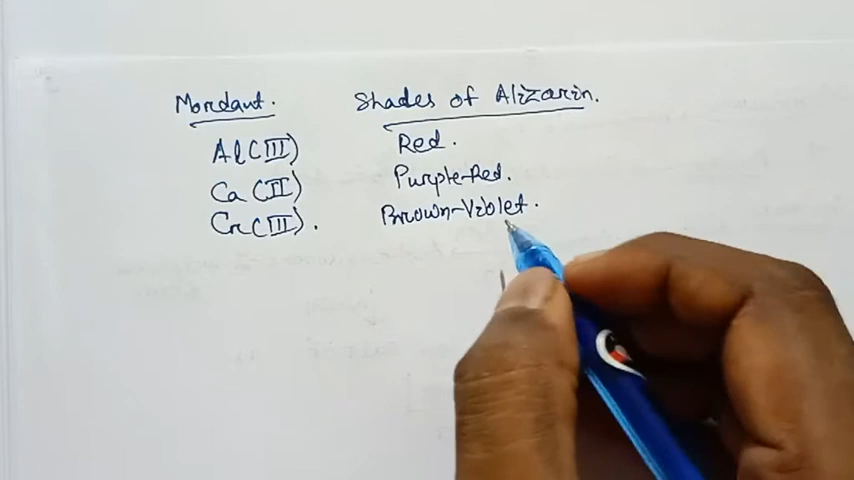 Mordant. Shades of Alizarin.
Al(III) Red.
Ca(II) Purple-Red.
Cr(III). Brown-Violet.